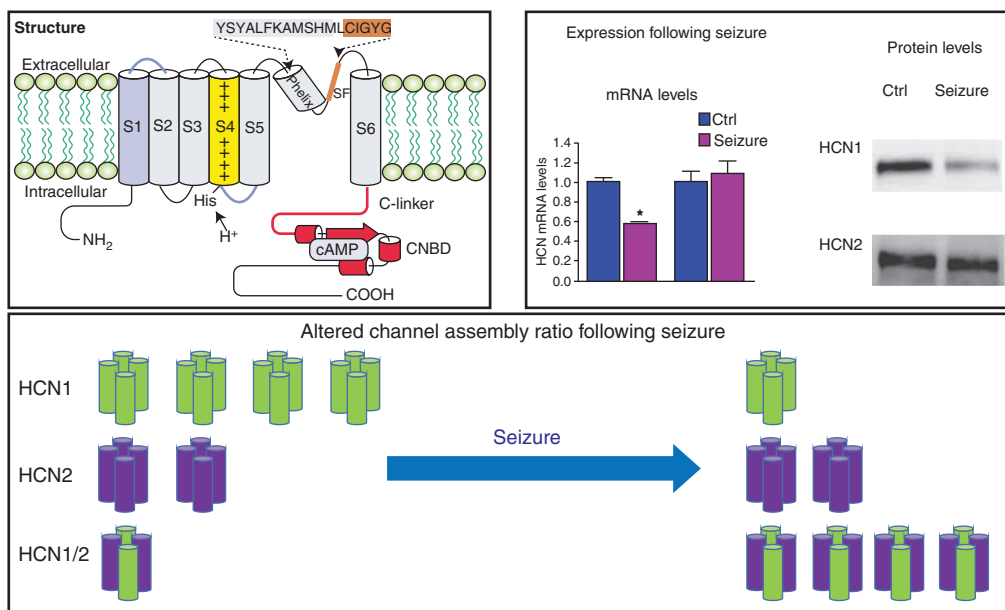 Structure
YSYALFKAMSHMLCIGYG
Extracellular
Phelix
SF
S1 S2 S3 S4 S5 S6
+
+
+
+
+
+
+
+
Intracellular
His
H+
NH2
C-linker
+
cAMP
CNBD
COOH
Expression following seizure
mRNA levels
Ctrl
Seizure
HCN mRNA levels
1.4
1.2
1.0
0.8
0.6
0.4
0.2
0.0
*
Protein levels
Ctrl Seizure
HCN1
HCN2
Altered channel assembly ratio following seizure
HCN1
HCN2
Seizure
HCN1/2